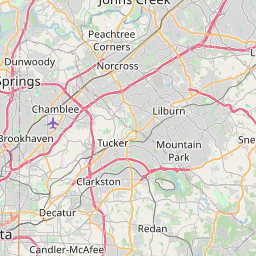 Johns Creek
Dunwoody
Peachtree
Corners
Norcross
Springs
Chamblee
Lilburn
Brookhaven
Tucker
Mountain
Park
Sne
Clarkston
Decatur
Redan
ta
Candler-McAfee
L